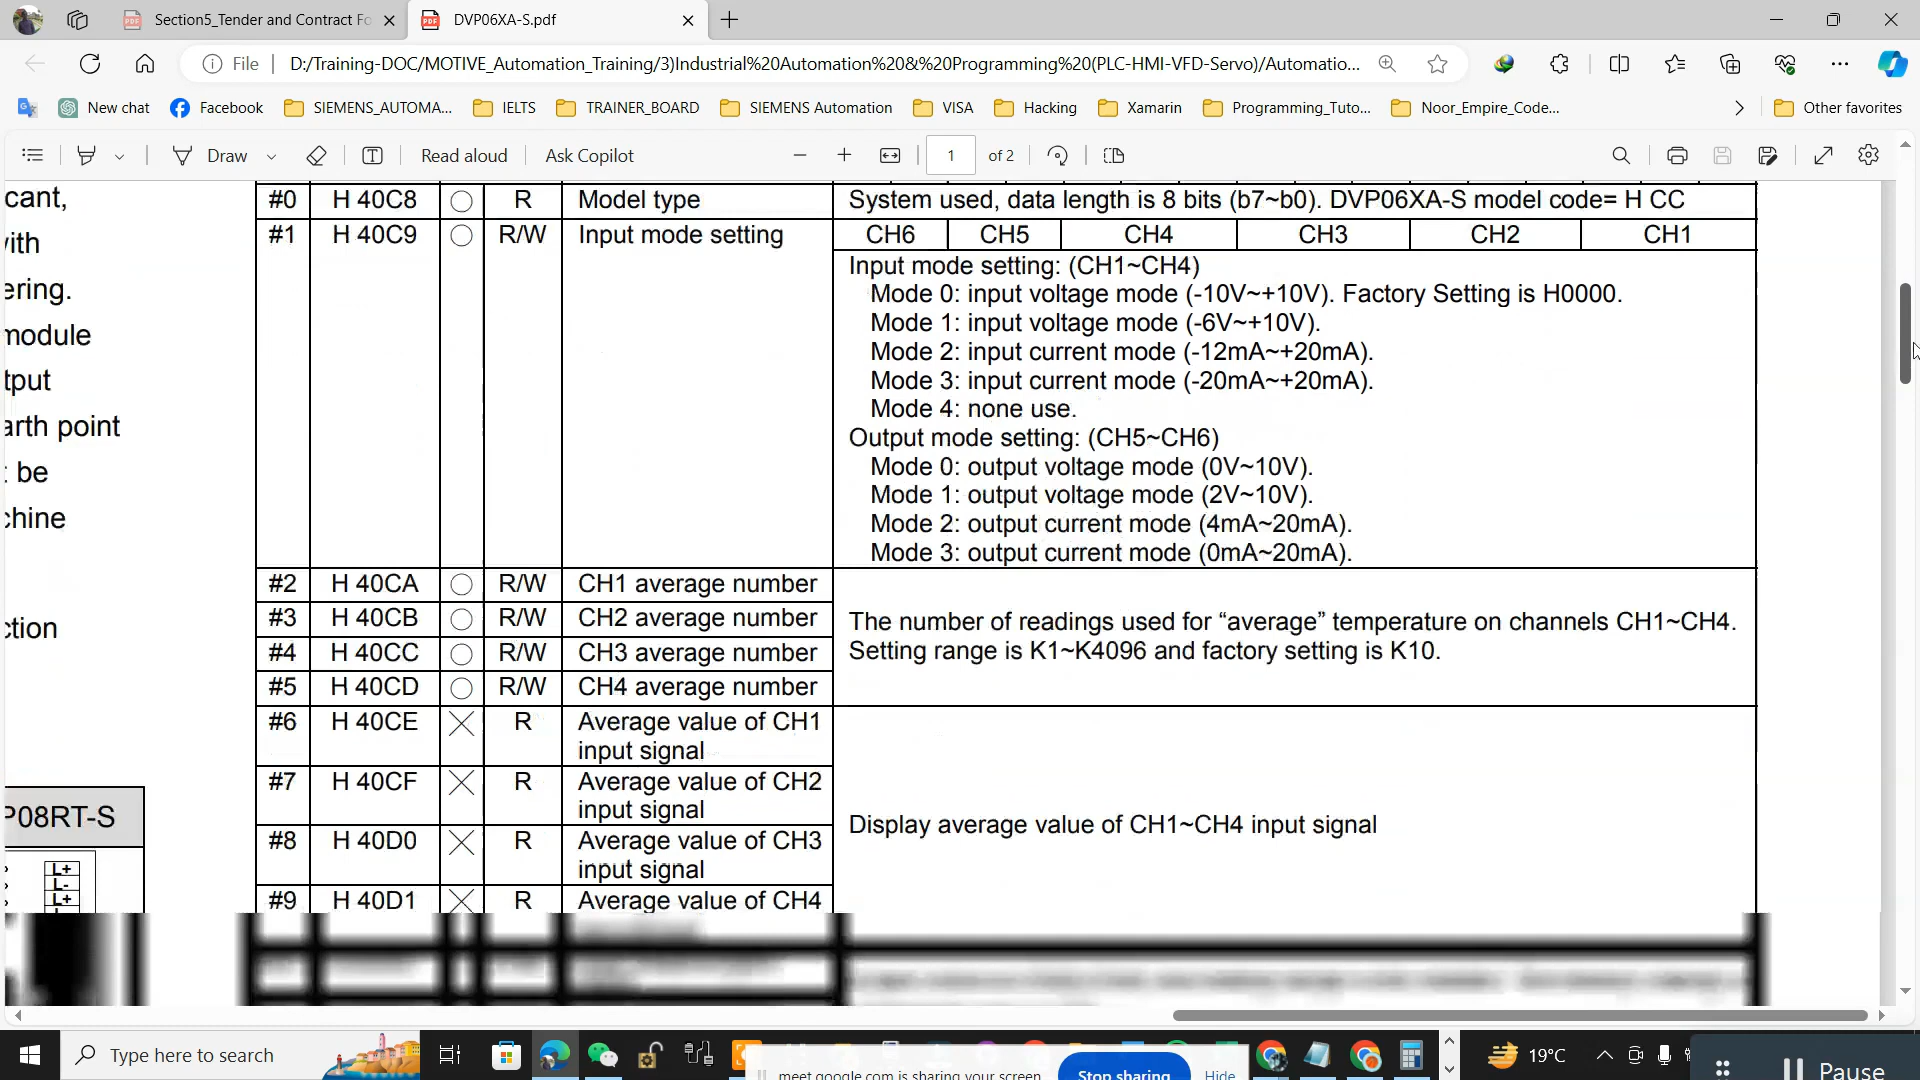 Section5_Tender and Contract Fo
DVP06XA-S.pdf
File
D:/Training-DOC/MOTIVE_Automation_Training/3)Industrial%20Automation%20&%20Programming%20(PLC-HMI-VFD-Servo)/Automatio...
New chat
Facebook
SIEMENS_AUTOMA...
IELTS
TRAINER_BOARD
SIEMENS Automation
VISA
Hacking
Xamarin
Programming_Tuto...
Noor_Empire_Code...
Other favorites
Draw
Read aloud
Ask Copilot
1 of 2
cant,
ering.
module
arth point
be
P08RT-S
L+
L-
L+
#0 H 40C8 ○ R Model type System used, data length is 8 bits (b7~b0). DVP06XA-S model code= H CC
#1 H 40C9 ○ R/W Input mode setting CH6 CH5 CH4 CH3 CH2 CH1
Input mode setting: (CH1~CH4)
Mode 0: input voltage mode (-10V~+10V). Factory Setting is H0000.
Mode 1: input voltage mode (-6V~+10V).
Mode 2: input current mode (-12mA~+20mA).
Mode 3: input current mode (-20mA~+20mA).
Mode 4: none use.
Output mode setting: (CH5~CH6)
Mode 0: output voltage mode (0V~10V).
Mode 1: output voltage mode (2V~10V).
Mode 2: output current mode (4mA~20mA).
Mode 3: output current mode (0mA~20mA).
#2 H 40CA ○ R/W CH1 average number
#3 H 40CB ○ R/W CH2 average number
#4 H 40CC ○ R/W CH3 average number
#5 H 40CD ○ R/W CH4 average number
The number of readings used for “average” temperature on channels CH1~CH4.
Setting range is K1~K4096 and factory setting is K10.
#6 H 40CE X R Average value of CH1
input signal
#7 H 40CF X R Average value of CH2
input signal
#8 H 40D0 X R Average value of CH3
input signal
#9 H 40D1 X R Average value of CH4
Display average value of CH1~CH4 input signal
Type here to search
meet.google.com is sharing your screen.
Stop sharing
Hide
19°C
Pause